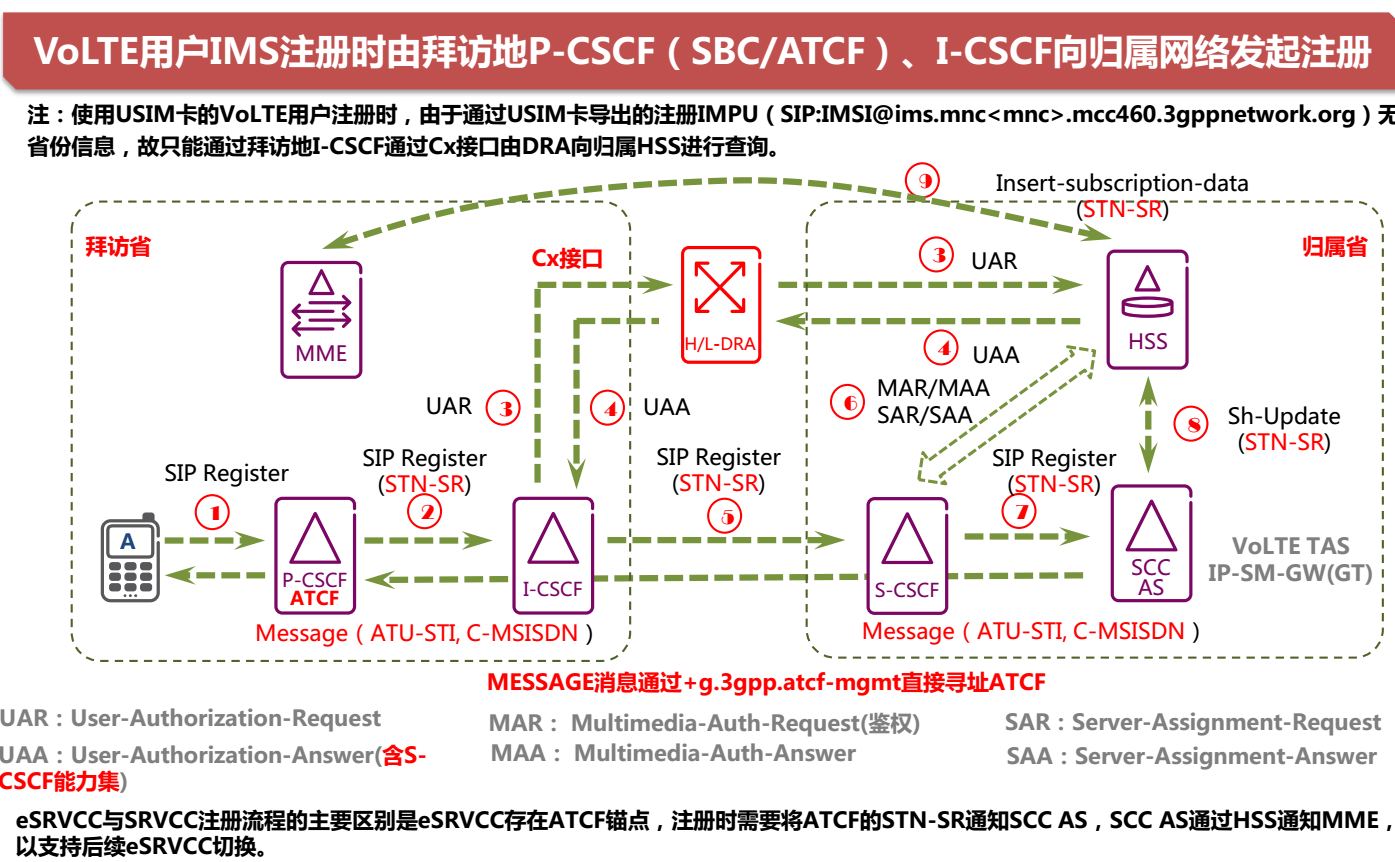 VoLTE用户IMS注册时由拜访地P-CSCF（SBC/ATCF）、I-CSCF向归属网络发起注册
注：使用USIM卡的VoLTE用户注册时，由于通过USIM卡导出的注册IMPU（SIP:IMSI@ims.mnc<mnc>.mcc460.3gppnetwork.org）无
省份信息，故只能通过拜访地I-CSCF通过Cx接口由DRA向归属HSS进行查询。
9
Insert-subscription-data
(STN-SR)
拜访省
Cx接口
归属省
3
UAR
MME
H/L-DRA
HSS
4
UAA
6
MAR/MAA
SAR/SAA
UAR
3
4
UAA
8
Sh-Update
(STN-SR)
SIP Register
1
SIP Register
(STN-SR)
2
SIP Register
(STN-SR)
5
SIP Register
(STN-SR)
7
A
P-CSCF
ATCF
I-CSCF
S-CSCF
SCC
AS
VoLTE TAS
IP-SM-GW(GT)
Message（ATU-STI, C-MSISDN）
Message（ATU-STI, C-MSISDN）
MESSAGE消息通过+g.3gpp.atcf-mgmt直接寻址ATCF
UAR：User-Authorization-Request
MAR： Multimedia-Auth-Request(鉴权)
SAR：Server-Assignment-Request
UAA：User-Authorization-Answer(含S-
CSCF能力集)
MAA： Multimedia-Auth-Answer
SAA：Server-Assignment-Answer
eSRVCC与SRVCC注册流程的主要区别是eSRVCC存在ATCF锚点，注册时需要将ATCF的STN-SR通知SCC AS，SCC AS通过HSS通知MME，
以支持后续eSRVCC切换。